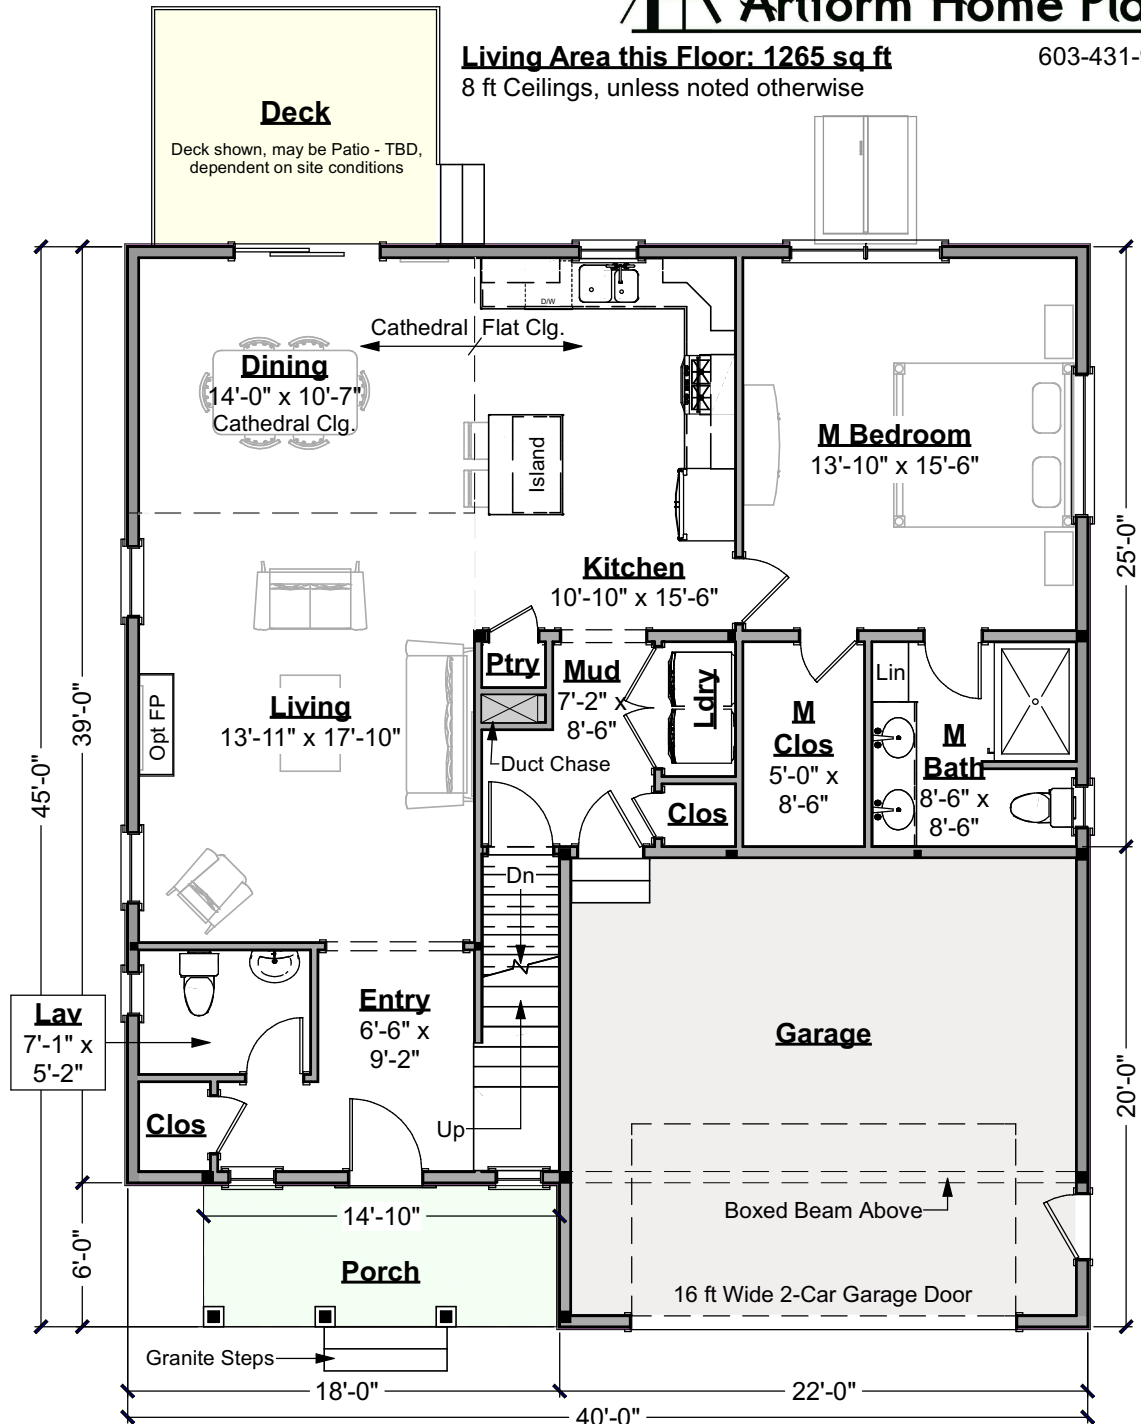 Artform Home
Living Area this Floor: 1265 sq ft
603-431-
8 ft Ceilings, unless noted otherwise
Deck
Deck shown, may be Patio - TBD,
dependent on site conditions
D/W
Cathedral
Flat Clg.
Dining
14'-0" x 10'-7"
Cathedral Clg.
Island
M Bedroom
13'-10" x 15'-6"
25'-0"
Kitchen
10'-10" x 15'-6"
Ptry
Mud
7'-2" x
8'-6"
Ldry
Lin
Opt FP
Living
13'-11" x 17'-10"
39'-0"
45'-0"
M
Clos
5'-0" x
8'-6"
M
Bath
8'-6" x
8'-6"
Duct Chase
Clos
Dn
Lav
7'-1" x
5'-2"
Entry
6'-6" x
9'-2"
Garage
20'-0"
Clos
Up
Boxed Beam Above
14'-10"
6'-0"
Porch
16 ft Wide 2-Car Garage Door
Granite Steps
18'-0"
22'-0"
40'-0"